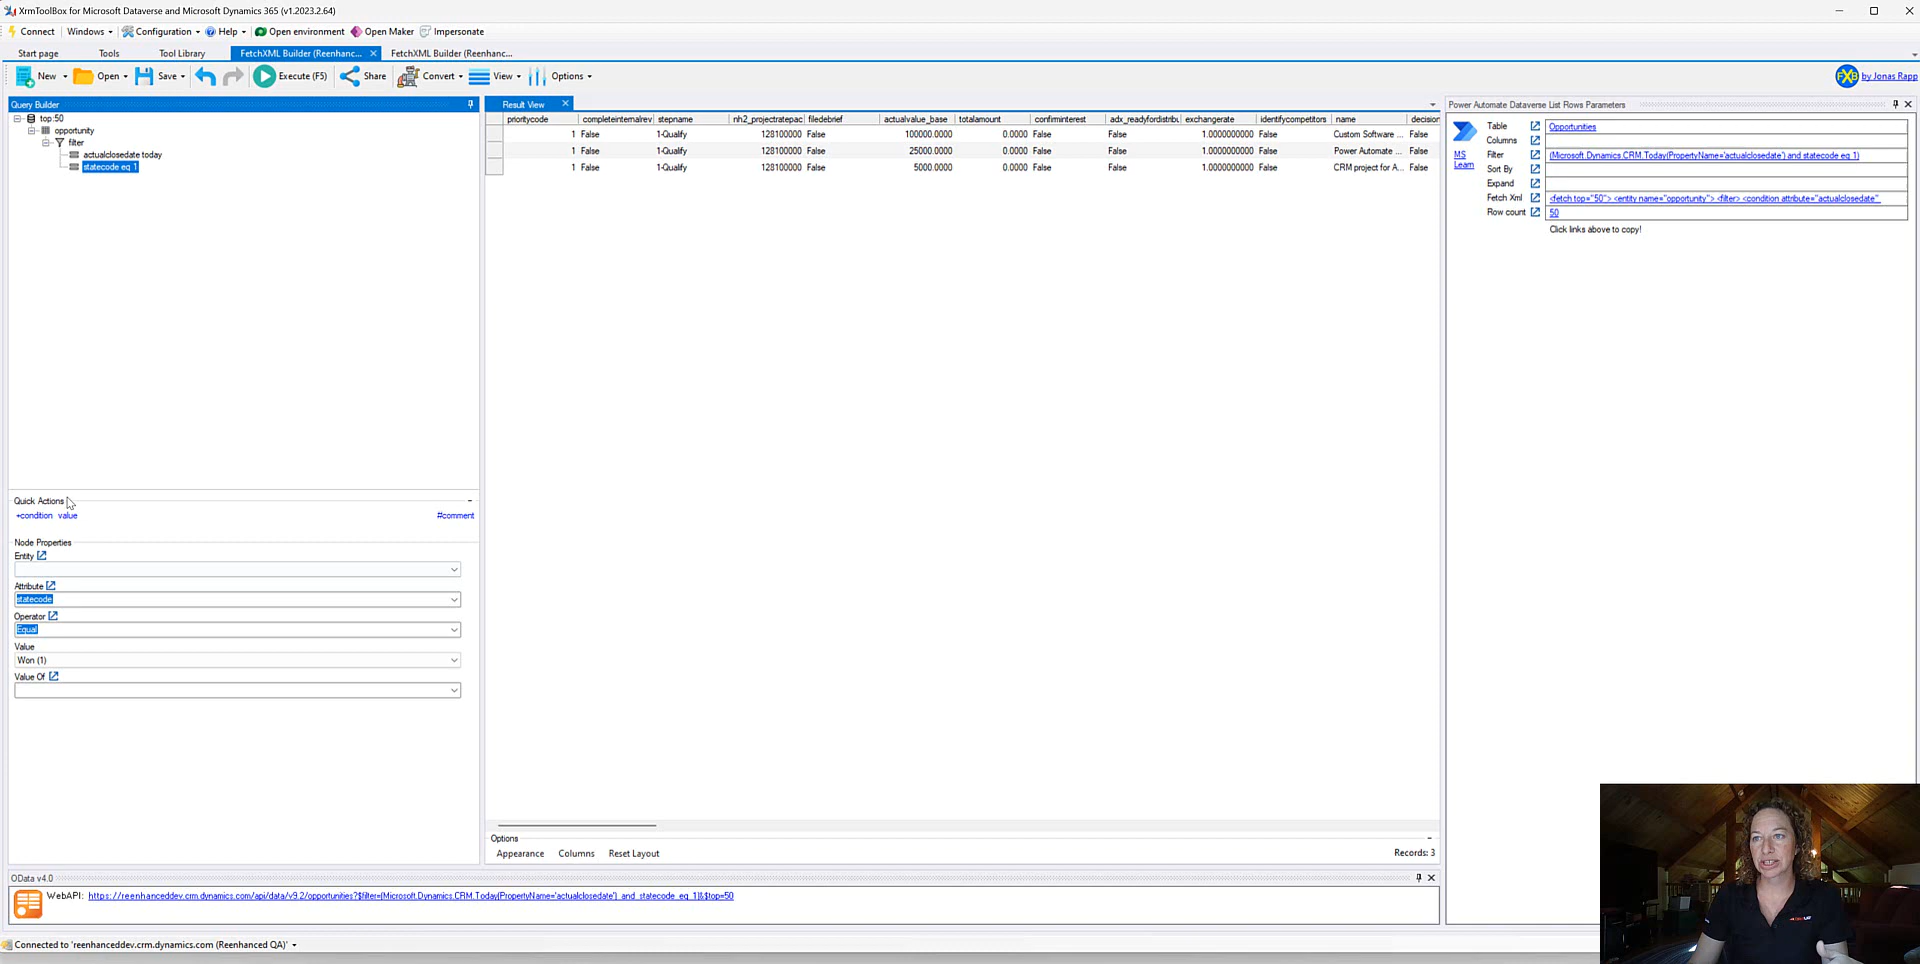 XrmToolBox for Microsoft Dataverse and Microsoft Dynamics 365 (v1.2023.2.64)
Connect Windows Configuration Help Open environment Open Maker Impersonate
Start page Tools Tool Library FetchXML Builder (Reenhanc... FetchXML Builder (Reenhanc...
New Open Save Execute (F5) Share Convert View Options FXB by Jonas Rapp
Query Builder
top:50
opportunity
filter
actualclosedate today
statecode eq 1
Quick Actions
+condition value #comment
Node Properties
Entity
Attribute
statecode
Operator
Equal
Value
Won (1)
Value Of
Result View
prioritycode completeinternalrev stepname nh2_projectratepac filedebrief actualvalue_base totalamount confirminterest adx_readyfordistribu exchangerate identifycompetitors name decision
1 False 1-Qualify 128100000 False 100000.0000 0.0000 False False 1.0000000000 False Custom Software ... False
1 False 1-Qualify 128100000 False 25000.0000 0.0000 False False 1.0000000000 False Power Automate ... False
1 False 1-Qualify 128100000 False 5000.0000 0.0000 False False 1.0000000000 False CRM project for A... False
Options
Appearance Columns Reset Layout Records: 3
Power Automate Dataverse List Rows Parameters
MS Learn
Table Opportunities
Columns
Filter (Microsoft.Dynamics.CRM.Today(PropertyName='actualclosedate') and statecode eq 1)
Sort By
Expand
Fetch Xml <fetch top="50"> <entity name="opportunity"> <filter> <condition attribute="actualclosedate"
Row count 50
Click links above to copy!
OData v4.0
WebAPI: https://reenhanceddev.crm.dynamics.com/api/data/v9.2/opportunities?$filter=(Microsoft.Dynamics.CRM.Today(PropertyName='actualclosedate') and statecode eq 1)&$top=50
Connected to 'reenhanceddev.crm.dynamics.com (Reenhanced QA)'